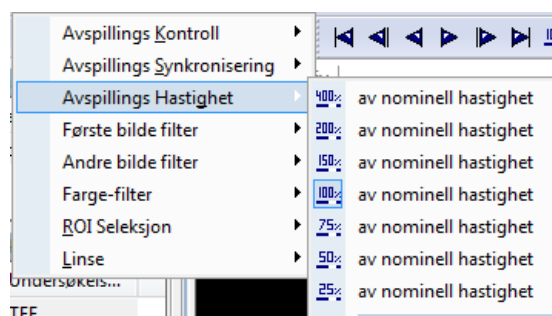 Avspillings Kontroll
Avspillings Synkronisering
Avspillings Hastighet
Første bilde filter
Andre bilde filter
Farge-filter
ROI Seleksjon
Linse
400% av nominell hastighet
200% av nominell hastighet
150% av nominell hastighet
100% av nominell hastighet
75% av nominell hastighet
50% av nominell hastighet
25% av nominell hastighet
Undersøkels...
TEE